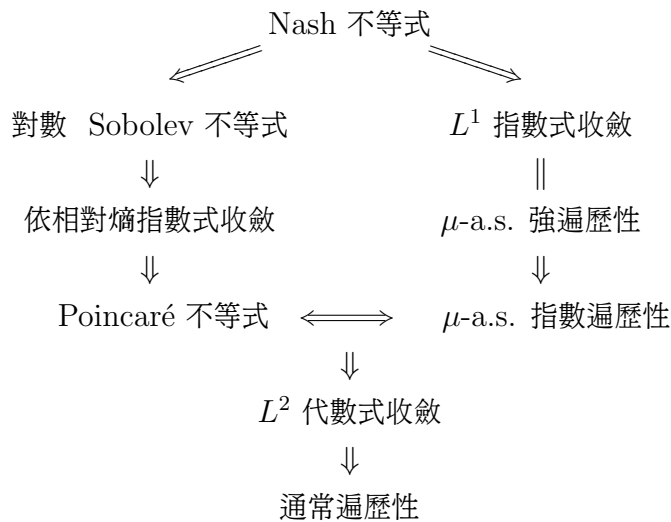 Nash 不等式
對數 Sobolev 不等式 L¹ 指數式收斂
⇓ ||
依相對熵指數式收斂 μ-a.s. 強遍歷性
⇓ ⇓
Poincaré 不等式 ⟺ μ-a.s. 指數遍歷性
⇓
L² 代數式收斂
⇓
通常遍歷性